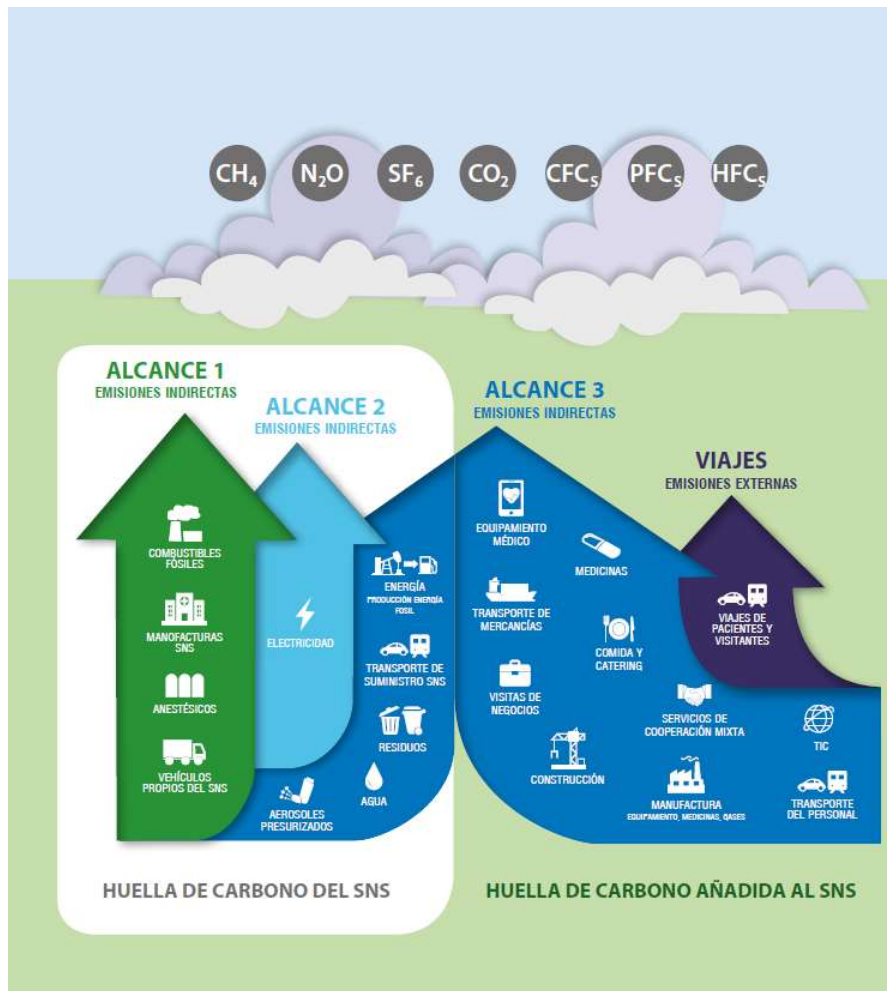 CH₄ N₂O SF₆ CO₂ CFCₛ PFCₛ HFCₛ
ALCANCE 1
EMISIONES INDIRECTAS
COMBUSTIBLES
FÓSILES
MANOFACTURAS
SNS
ANESTÉSICOS
VEHÍCULOS
PROPIOS DEL SNS
ALCANCE 2
EMISIONES INDIRECTAS
ELECTRICIDAD
ALCANCE 3
EMISIONES INDIRECTAS
ENERGÍA
PRODUCCIÓN ENERGÍA
FOSIL
TRANSPORTE DE
SUMINISTRO SNS
RESIDUOS
AGUA
AEROSOLES
PRESURIZADOS
EQUIPAMIENTO
MÉDICO
MEDICINAS
TRANSPORTE DE
MERCANCÍAS
COMIDA Y
CATERING
VISITAS DE
NEGOCIOS
SERVICIOS DE
COOPERACIÓN MIXTA
TIC
CONSTRUCCIÓN
MANUFACTURA
EQUIPAMIENTO, MEDICINAS, GASES
TRANSPORTE
DEL PERSONAL
VIAJES
EMISIONES EXTERNAS
VIAJES DE
PACIENTES Y
VISITANTES
HUELLA DE CARBONO DEL SNS
HUELLA DE CARBONO AÑADIDA AL SNS